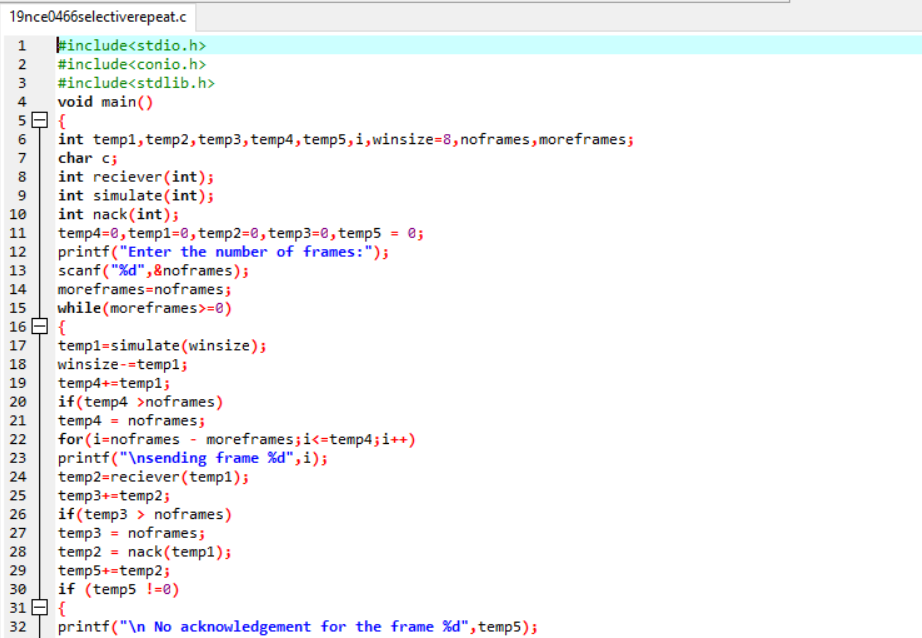 19nce0466selectiverepeat.c
1 #include<stdio.h>
2 #include<conio.h>
3 #include<stdlib.h>
4 void main()
5 {
6 int temp1,temp2,temp3,temp4,temp5,i,winsize=8,noframes,moreframes;
7 char c;
8 int reciever(int);
9 int simulate(int);
10 int nack(int);
11 temp4=0,temp1=0,temp2=0,temp3=0,temp5 = 0;
12 printf("Enter the number of frames:");
13 scanf("%d",&noframes);
14 moreframes=noframes;
15 while(moreframes>=0)
16 {
17 temp1=simulate(winsize);
18 winsize-=temp1;
19 temp4+=temp1;
20 if(temp4 >noframes)
21 temp4 = noframes;
22 for(i=noframes - moreframes;i<=temp4;i++)
23 printf("\nsending frame %d",i);
24 temp2=reciever(temp1);
25 temp3+=temp2;
26 if(temp3 > noframes)
27 temp3 = noframes;
28 temp2 = nack(temp1);
29 temp5+=temp2;
30 if (temp5 !=0)
31 {
32 printf("\n No acknowledgement for the frame %d",temp5);